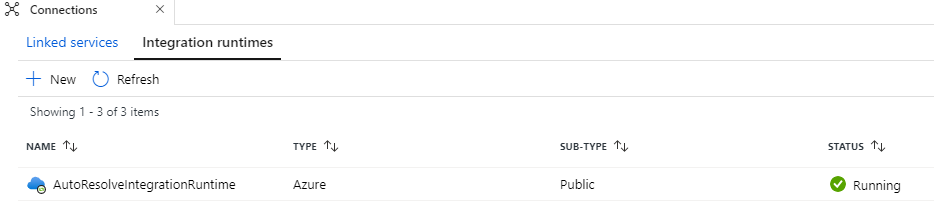 Connections
Linked services Integration runtimes
New Refresh
Showing 1 - 3 of 3 items
NAME TYPE SUB-TYPE STATUS
AutoResolveIntegrationRuntime Azure Public Running